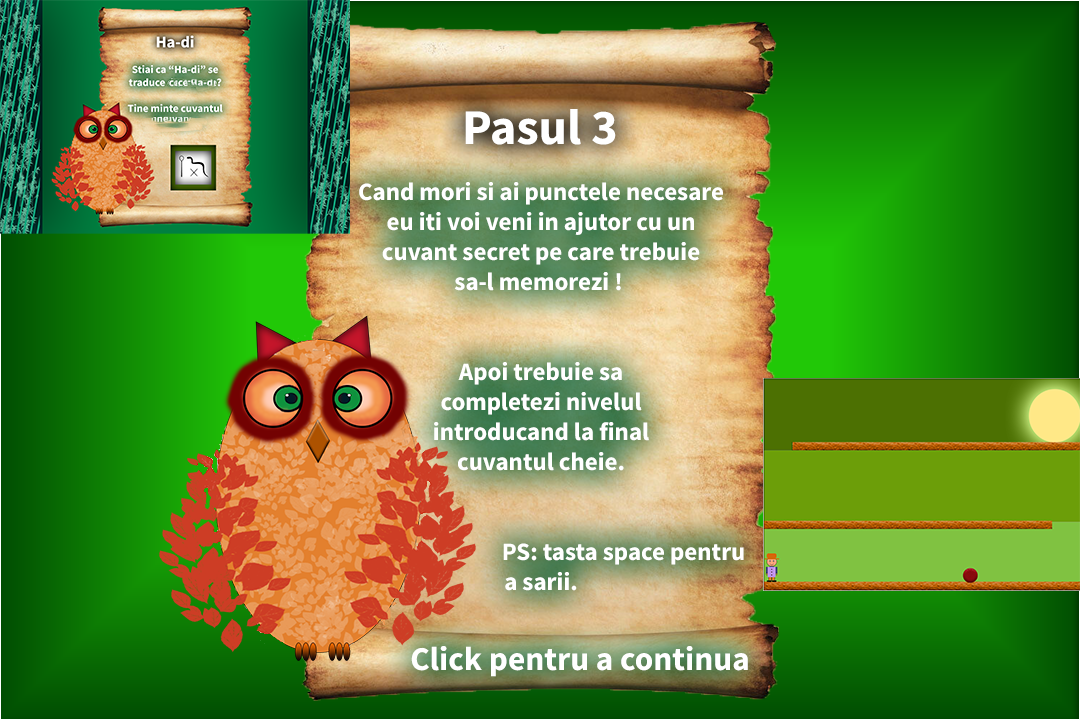 Ha-di
Stiai ca “Ha-di” se
traduce
Tine minte cuvantul
Pasul 3
Cand mori si ai punctele necesare
eu iti voi veni in ajutor cu un
cuvant secret pe care trebuie
sa-l memorezi !
Apoi trebuie sa
completezi nivelul
introducand la final
cuvantul cheie.
PS: tasta space pentru
a sarii.
Click pentru a continua